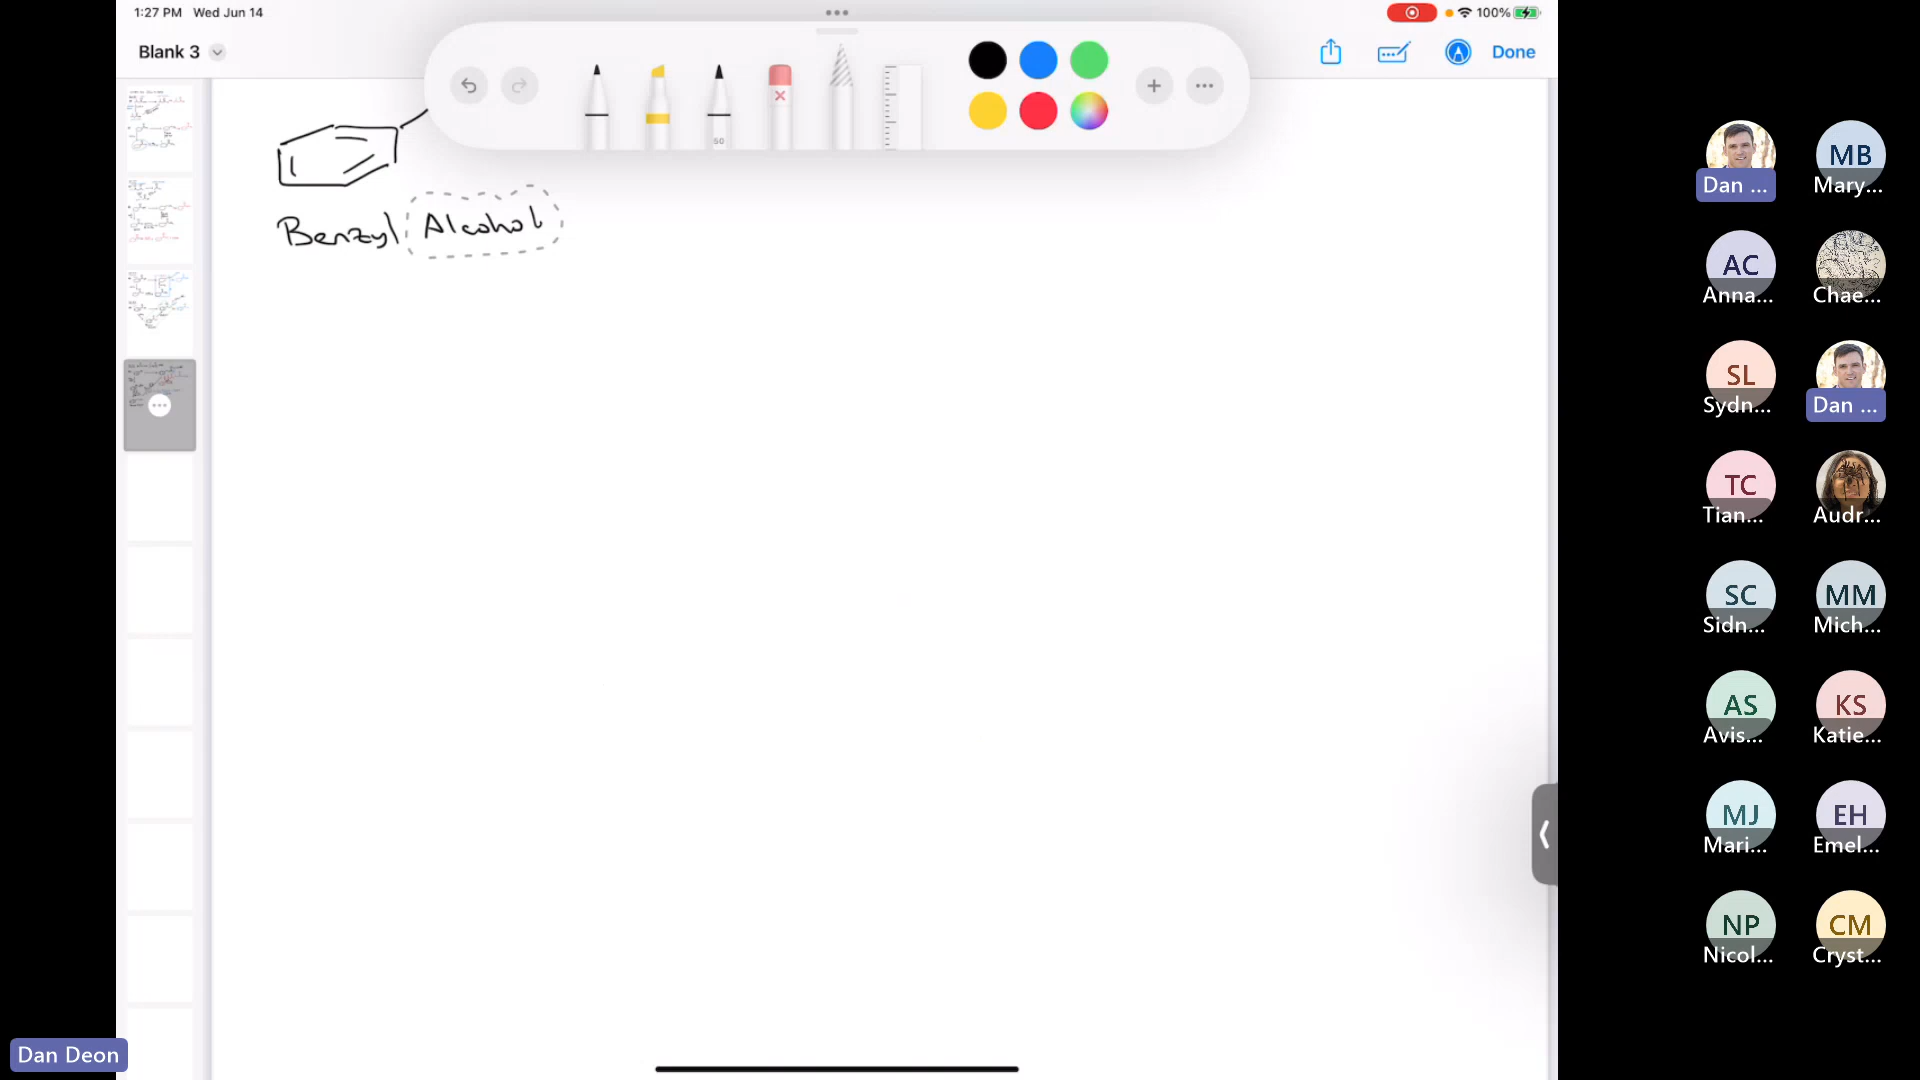 1:27 PM Wed Jun 14
100%
Blank 3
Done
50
Benzyl Alcohol
Dan ...
MB
Mary...
AC
Anna...
Chae...
SL
Sydn...
Dan ...
TC
Tian...
Audr...
SC
Sidn...
MM
Mich...
AS
Avis...
KS
Katie...
MJ
Mari...
EH
Emel...
NP
Nicol...
CM
Cryst...
Dan Deon